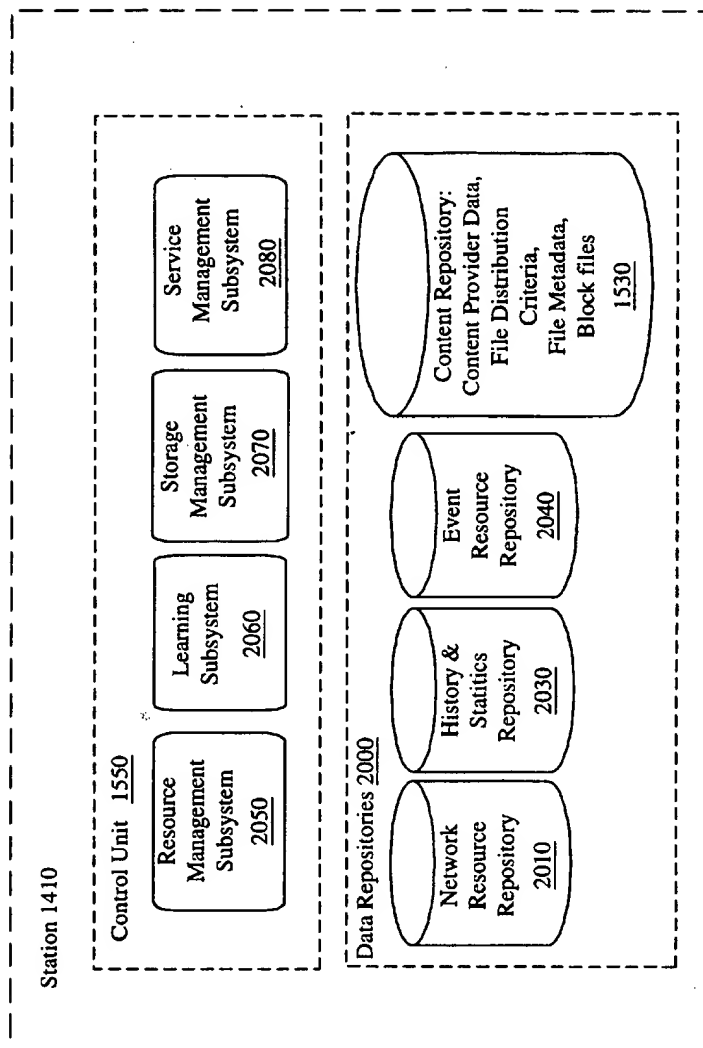 Station 1410
Control Unit 1550
Resource
Management
Subsystem
2050
Learning
Subsystem
2060
Storage
Management
Subsystem
2070
Service
Management
Subsystem
2080
Data Repositories 2000
Network
Resource
Repository
2010
History &
Statitics
Repository
2030
Event
Resource
Repository
2040
Content Repository:
Content Provider Data,
File Distribution
Criteria,
File Metadata,
Block files
1530